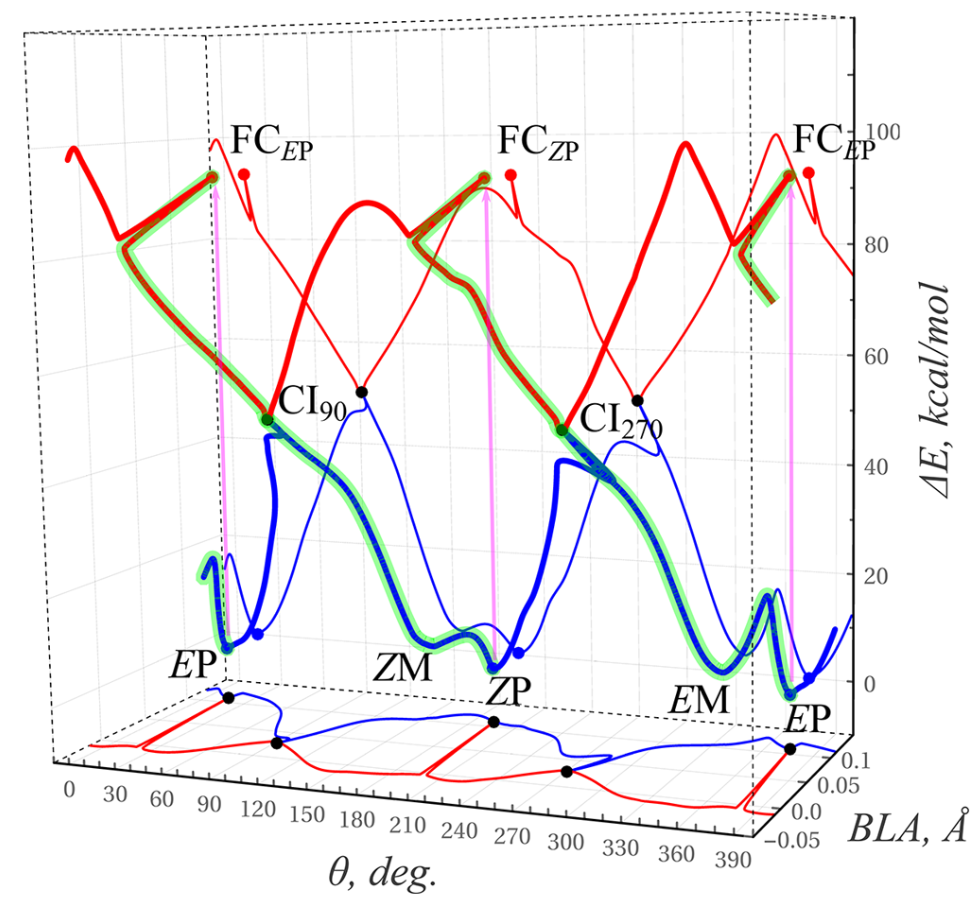 FC_EP FC_ZP FC_EP
100
80
60
40
20
0
ΔE, kcal/mol
CI_90 CI_270
EP ZM ZP EM EP
0.1
0.05
0.0
−0.05
BLA, Å
0 30 60 90 120 150 180 210 240 270 300 330 360 390
θ, deg.